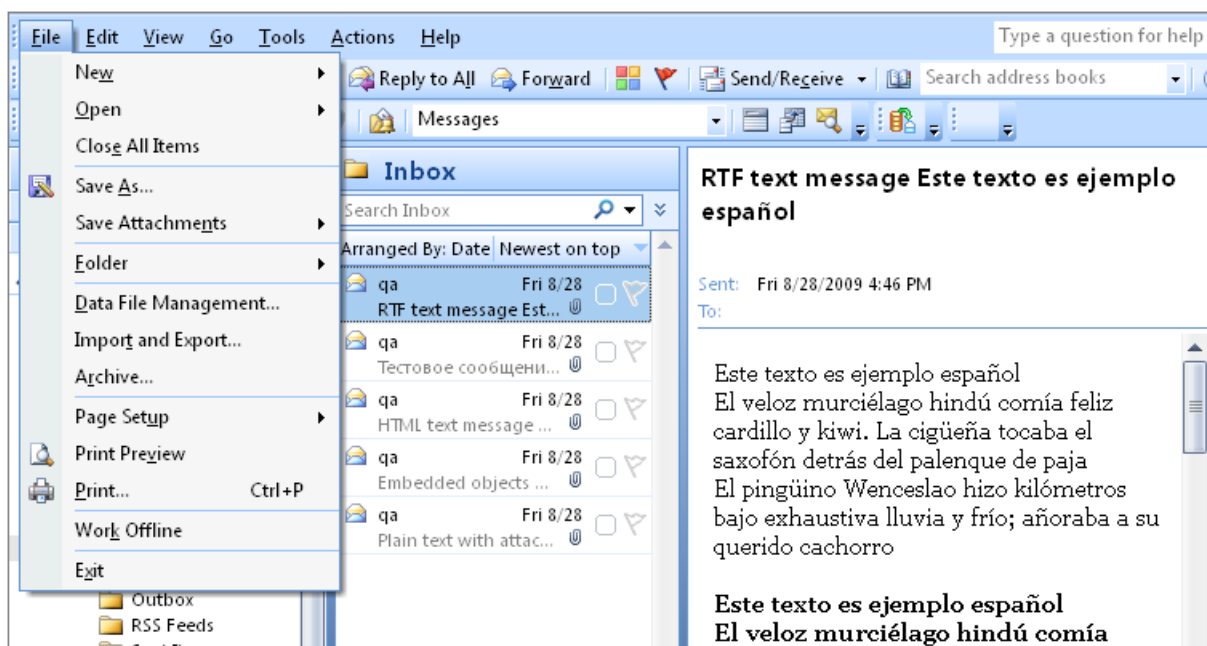 File Edit View Go Tools Actions Help
Type a question for help
New
Open
Close All Items
Save As...
Save Attachments
Folder
Data File Management...
Import and Export...
Archive...
Page Setup
Print Preview
Print... Ctrl+P
Work Offline
Exit
Outbox
RSS Feeds
Reply to All Forward Send/Receive Search address books
Messages
Inbox
Search Inbox
Arranged By: Date Newest on top
qa Fri 8/28
RTF text message Est...
qa Fri 8/28
Тестовое сообщени...
qa Fri 8/28
HTML text message ...
qa Fri 8/28
Embedded objects ...
qa Fri 8/28
Plain text with attac...
RTF text message Este texto es ejemplo
español
Sent: Fri 8/28/2009 4:46 PM
To:
Este texto es ejemplo español
El veloz murciélago hindú comía feliz
cardillo y kiwi. La cigüeña tocaba el
saxofón detrás del palenque de paja
El pingüino Wenceslao hizo kilómetros
bajo exhaustiva lluvia y frío; añoraba a su
querido cachorro
Este texto es ejemplo español
El veloz murciélago hindú comía